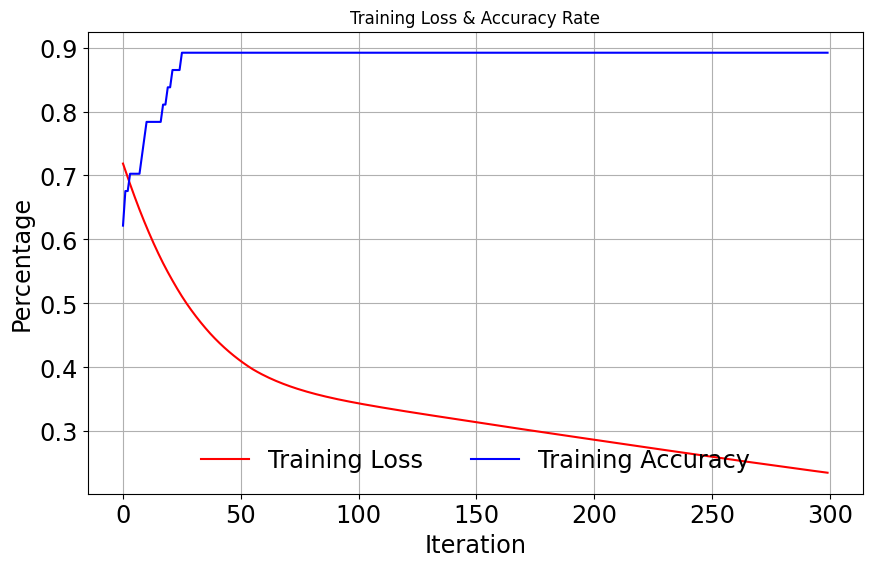 Training Loss & Accuracy Rate
Percentage
0.9
0.8
0.7
0.6
0.5
0.4
0.3
Training Loss
Training Accuracy
0 50 100 150 200 250 300
Iteration